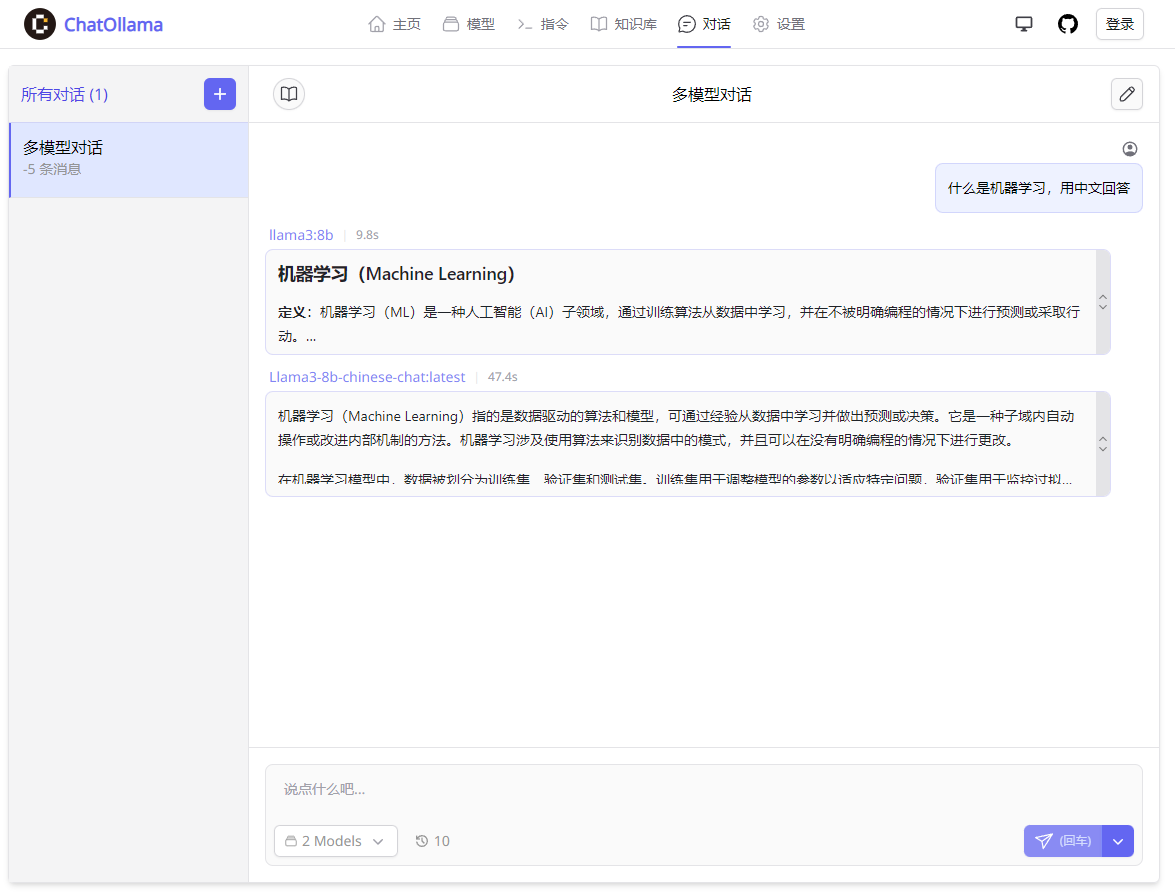 ChatOllama
主页
模型
指令
知识库
对话
设置
登录
所有对话 (1)
多模型对话
多模型对话
-5 条消息
什么是机器学习，用中文回答
llama3:8b
9.8s
机器学习（Machine Learning）
定义：机器学习（ML）是一种人工智能（AI）子领域，通过训练算法从数据中学习，并在不被明确编程的情况下进行预测或采取行
动。...
Llama3-8b-chinese-chat:latest
47.4s
机器学习（Machine Learning）指的是数据驱动的算法和模型，可通过经验从数据中学习并做出预测或决策。它是一种子域内自动
操作或改进内部机制的方法。机器学习涉及使用算法来识别数据中的模式，并且可以在没有明确编程的情况下进行更改。
在机器学习模型中，数据被划分为训练集、验证集和测试集。训练集用于调整模型的参数以适应特定问题，验证集用于监控过拟...
说点什么吧...
2 Models
10
(回车)